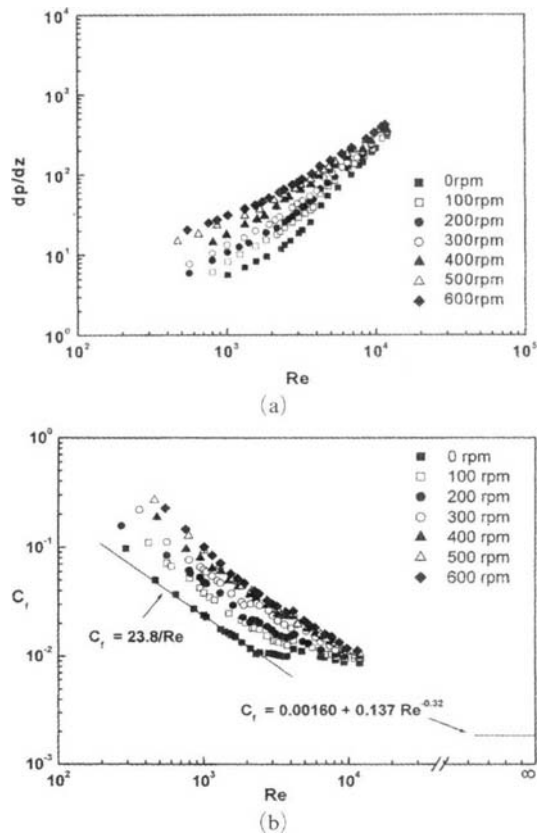 10⁴
10³
dp/dz
10²
10¹
10⁰
0rpm
100rpm
200rpm
300rpm
400rpm
500rpm
600rpm
10² 10³ 10⁴ 10⁵
Re
(a)
10⁰
0 rpm
100 rpm
200 rpm
300 rpm
400 rpm
500 rpm
600 rpm
10⁻¹
C_f
C_f = 23.8/Re
10⁻²
C_f = 0.00160 + 0.137 Re^-0.32
10⁻³
10² 10³ 10⁴ ∞
Re
(b)